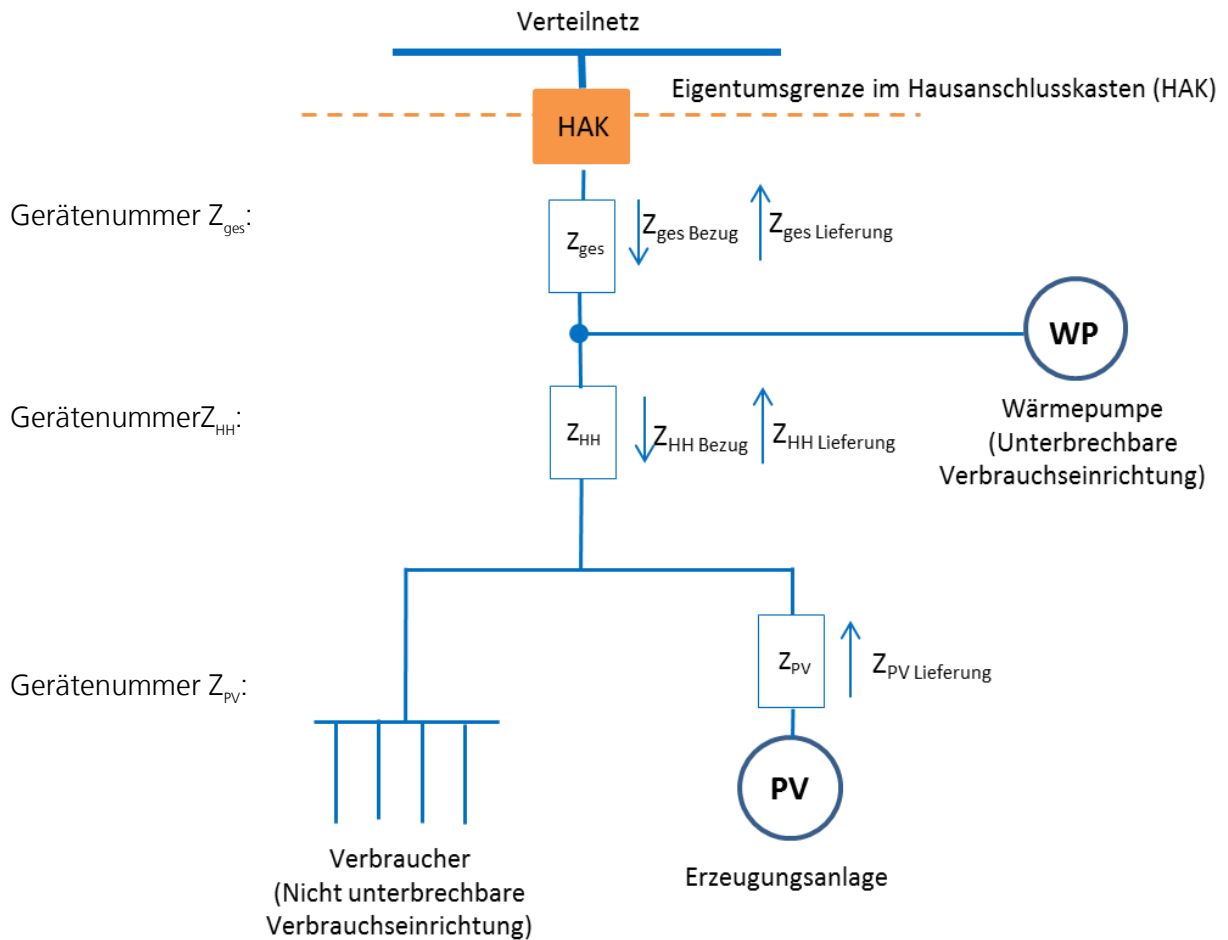 Verteilnetz
Eigentumsgrenze im Hausanschlusskasten (HAK)
HAK
Gerätenummer Zges:
Zges
Zges Bezug
Zges Lieferung
WP
Wärmepumpe
(Unterbrechbare
Verbrauchseinrichtung)
GerätenummerZHH:
ZHH
ZHH Bezug
ZHH Lieferung
Gerätenummer ZPV:
ZPV
ZPV Lieferung
PV
Verbraucher
(Nicht unterbrechbare
Verbrauchseinrichtung)
Erzeugungsanlage